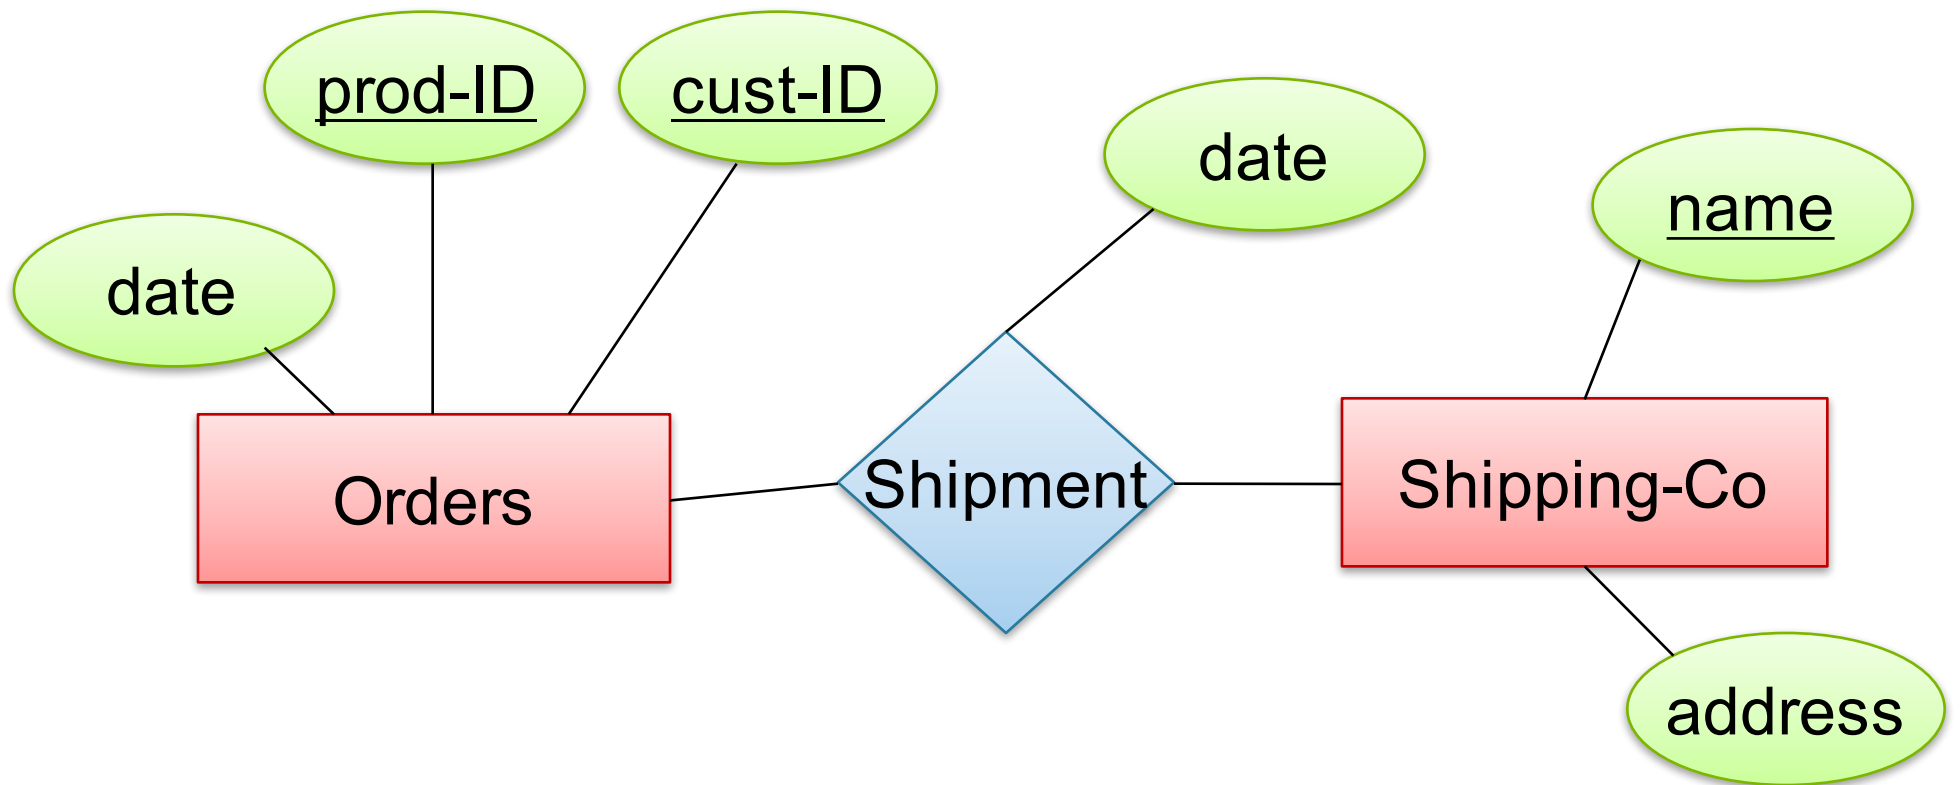 prod-ID
cust-ID
date
name
date
Orders
Shipment
Shipping-Co
address